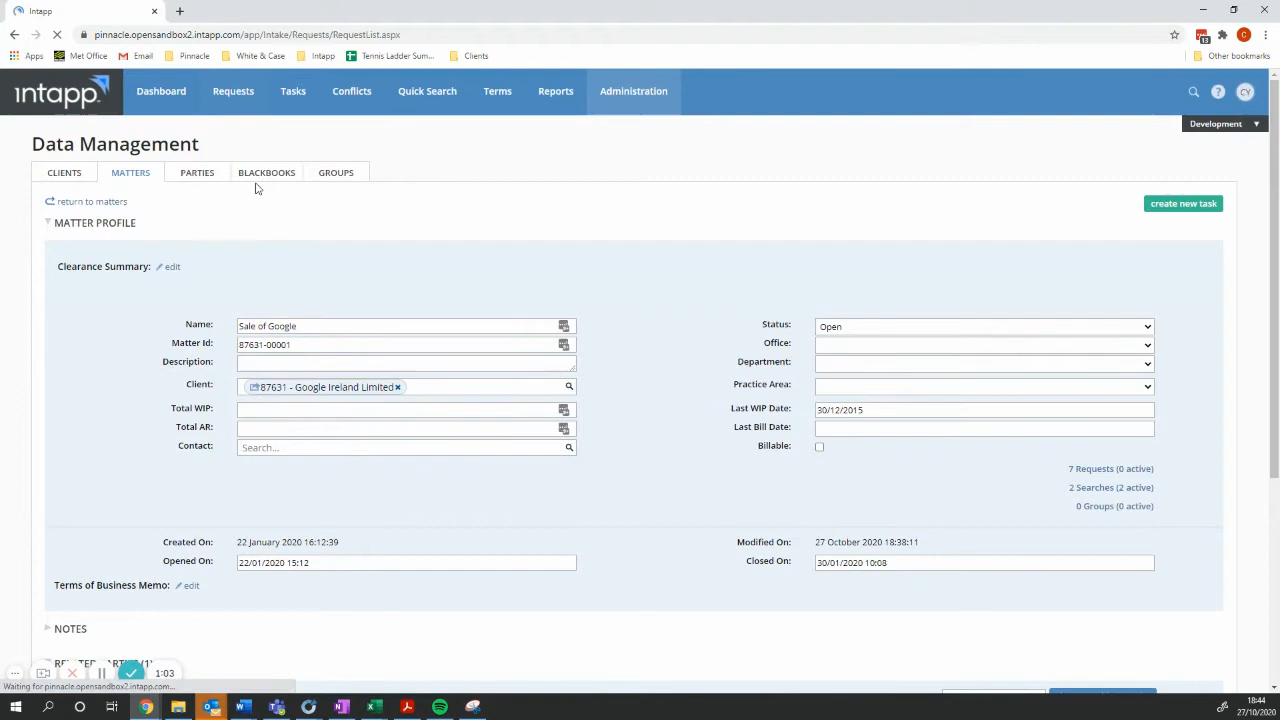 Intapp
pinnacle.opensandbox2.intapp.com/app/Intake/Requests/RequestList.aspx
13
C
Apps Met Office Email Pinnacle White & Case Intapp Tennis Ladder Sum... Clients Other bookmarks
intapp Dashboard Requests Tasks Conflicts Quick Search Terms Reports Administration ? CY
Development
Data Management
CLIENTS MATTERS PARTIES BLACKBOOKS GROUPS
return to matters
create new task
MATTER PROFILE
Clearance Summary: edit
Name: Sale of Google
Status: Open
Matter Id: 87631-00001
Office:
Description:
Department:
Client: 87631 - Google Ireland Limited
Practice Area:
Total WIP:
Last WIP Date: 30/12/2015
Total AR:
Last Bill Date:
Contact: Search...
Billable:
7 Requests (0 active)
2 Searches (2 active)
0 Groups (0 active)
Created On: 22 January 2020 16:12:39
Modified On: 27 October 2020 18:38:11
Opened On: 22/01/2020 15:12
Closed On: 30/01/2020 10:08
Terms of Business Memo: edit
NOTES
1:03
Waiting for pinnacle.opensandbox2.intapp.com...
18:44
27/10/2020